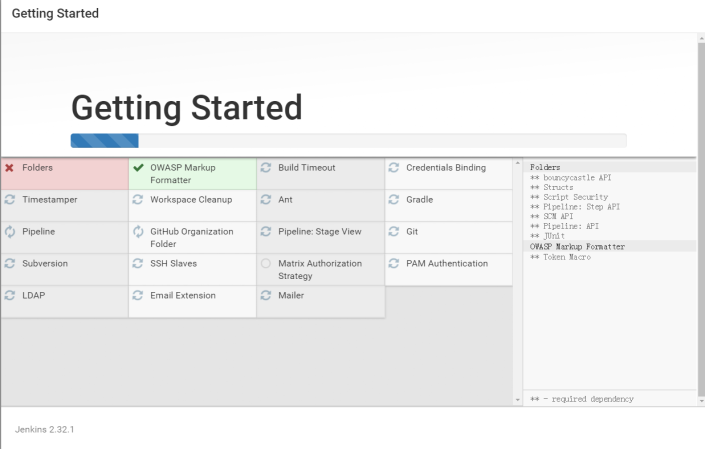 Getting Started
Getting Started
Folders
OWASP Markup
Formatter
Build Timeout
Credentials Binding
Timestamper
Workspace Cleanup
Ant
Gradle
Pipeline
GitHub Organization
Folder
Pipeline: Stage View
Git
Subversion
SSH Slaves
Matrix Authorization
Strategy
PAM Authentication
LDAP
Email Extension
Mailer
Folders
** bouncycastle API
** Structs
** Script Security
** Pipeline: Step API
** SCM API
** Pipeline: API
** JUnit
OWASP Markup Formatter
** Token Macro
** - required dependency
Jenkins 2.32.1